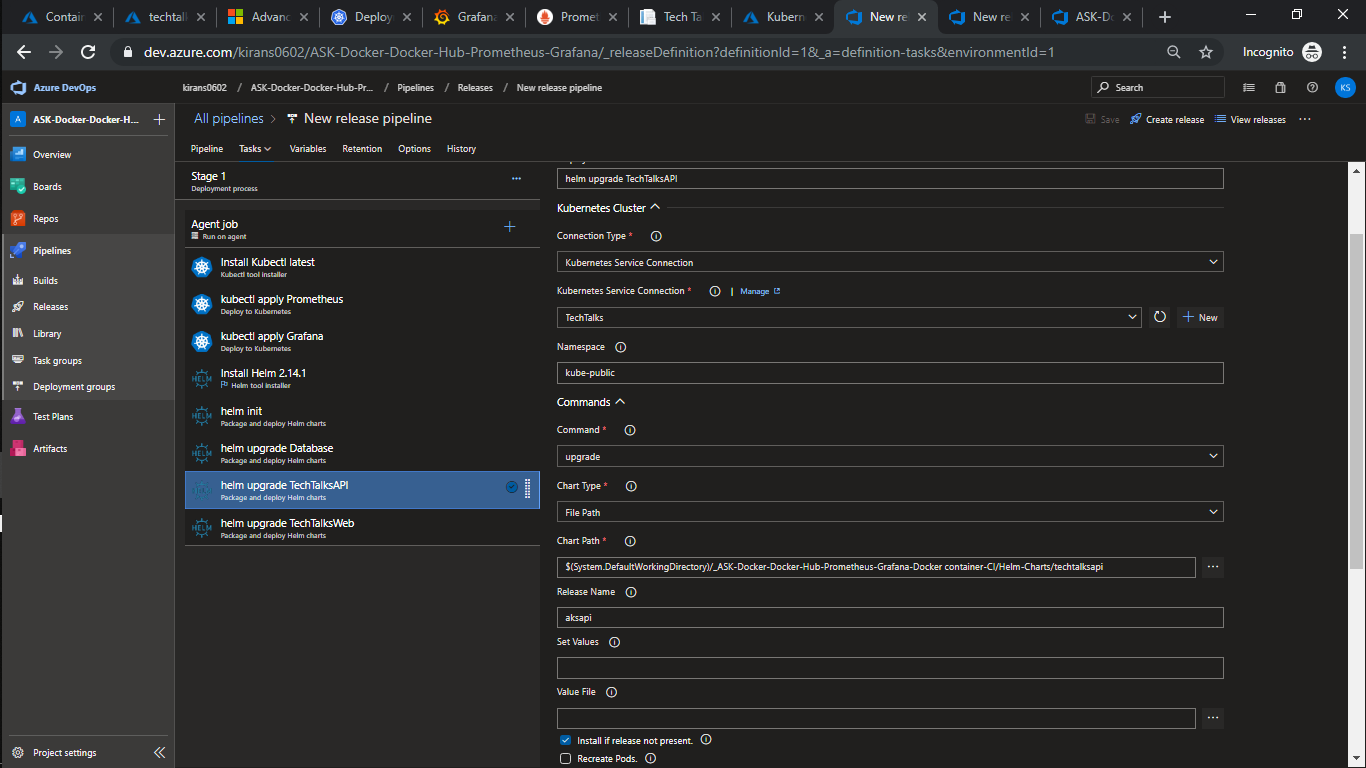 Contain
techtal
Advanc
Deploy
Grafana
Promet
Tech Ta
Kubern
New re
New re
ASK-Do
dev.azure.com/kirans0602/ASK-Docker-Docker-Hub-Prometheus-Grafana/_releaseDefinition?definitionId=1&_a=definition-tasks&environmentId=1
Incognito
Azure DevOps
kirans0602 / ASK-Docker-Docker-Hub-Pr... / Pipelines / Releases / New release pipeline
Search
KS
A ASK-Docker-Docker-H...
Overview
Boards
Repos
Pipelines
Builds
Releases
Library
Task groups
Deployment groups
Test Plans
Artifacts
Project settings
All pipelines > New release pipeline
Save Create release View releases
Pipeline Tasks Variables Retention Options History
Stage 1
Deployment process
Agent job
Run on agent
Install Kubectl latest
Kubectl tool installer
kubectl apply Prometheus
Deploy to Kubernetes
kubectl apply Grafana
Deploy to Kubernetes
HELM
Install Helm 2.14.1
Helm tool installer
HELM
helm init
Package and deploy Helm charts
HELM
helm upgrade Database
Package and deploy Helm charts
helm upgrade TechTalksAPI
Package and deploy Helm charts
HELM
helm upgrade TechTalksWeb
Package and deploy Helm charts
helm upgrade TechTalksAPI
Kubernetes Cluster
Connection Type *
Kubernetes Service Connection
Kubernetes Service Connection * | Manage
TechTalks
New
Namespace
kube-public
Commands
Command *
upgrade
Chart Type *
File Path
Chart Path *
$(System.DefaultWorkingDirectory)/_ASK-Docker-Docker-Hub-Prometheus-Grafana-Docker container-CI/Helm-Charts/techtalksapi
Release Name
aksapi
Set Values
Value File
Install if release not present.
Recreate Pods.